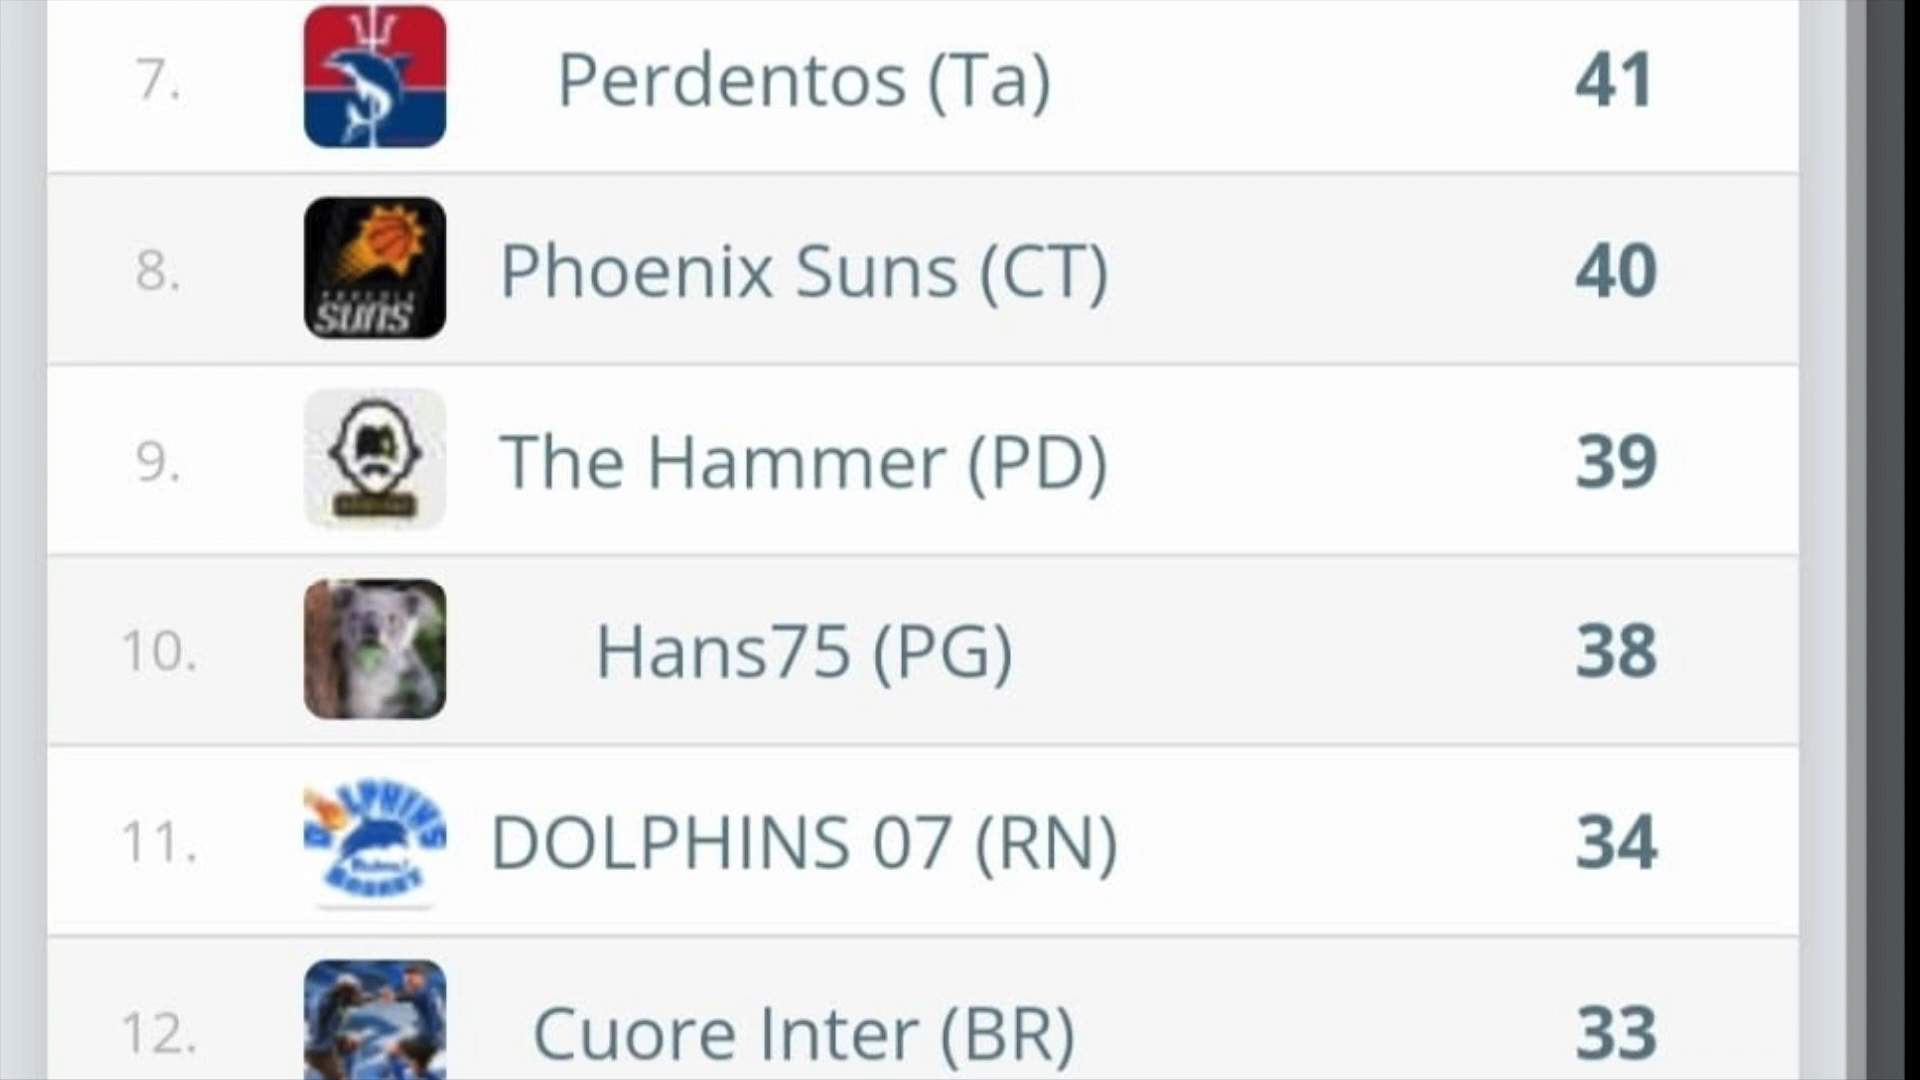 7. Perdentos (Ta) 41
8. SUNS Phoenix Suns (CT) 40
9. The Hammer (PD) 39
10. Hans75 (PG) 38
11. DOLPHINS DOLPHINS 07 (RN) 34
12. Cuore Inter (BR) 33